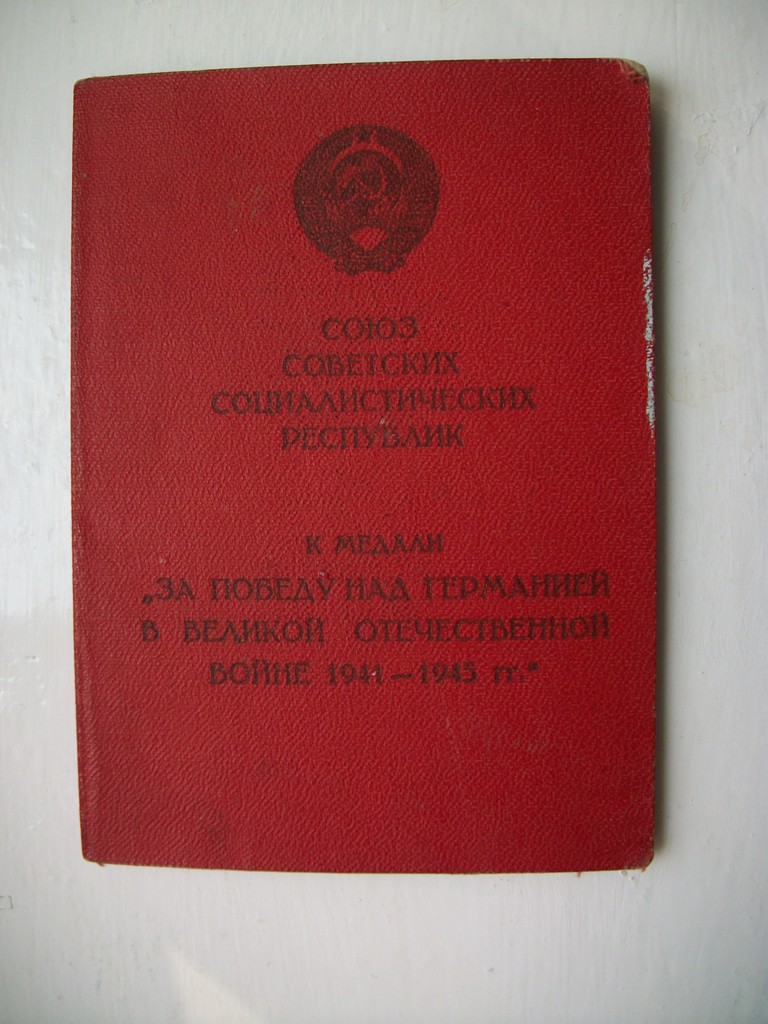 СОЮЗ
СОВЕТСКИХ
СОЦИАЛИСТИЧЕСКИХ
РЕСПУБЛИК
К МЕДАЛИ
„ЗА ПОБЕДУ НАД ГЕРМАНИЕЙ
В ВЕЛИКОЙ ОТЕЧЕСТВЕННОЙ
ВОЙНЕ 1941—1945 гг.“